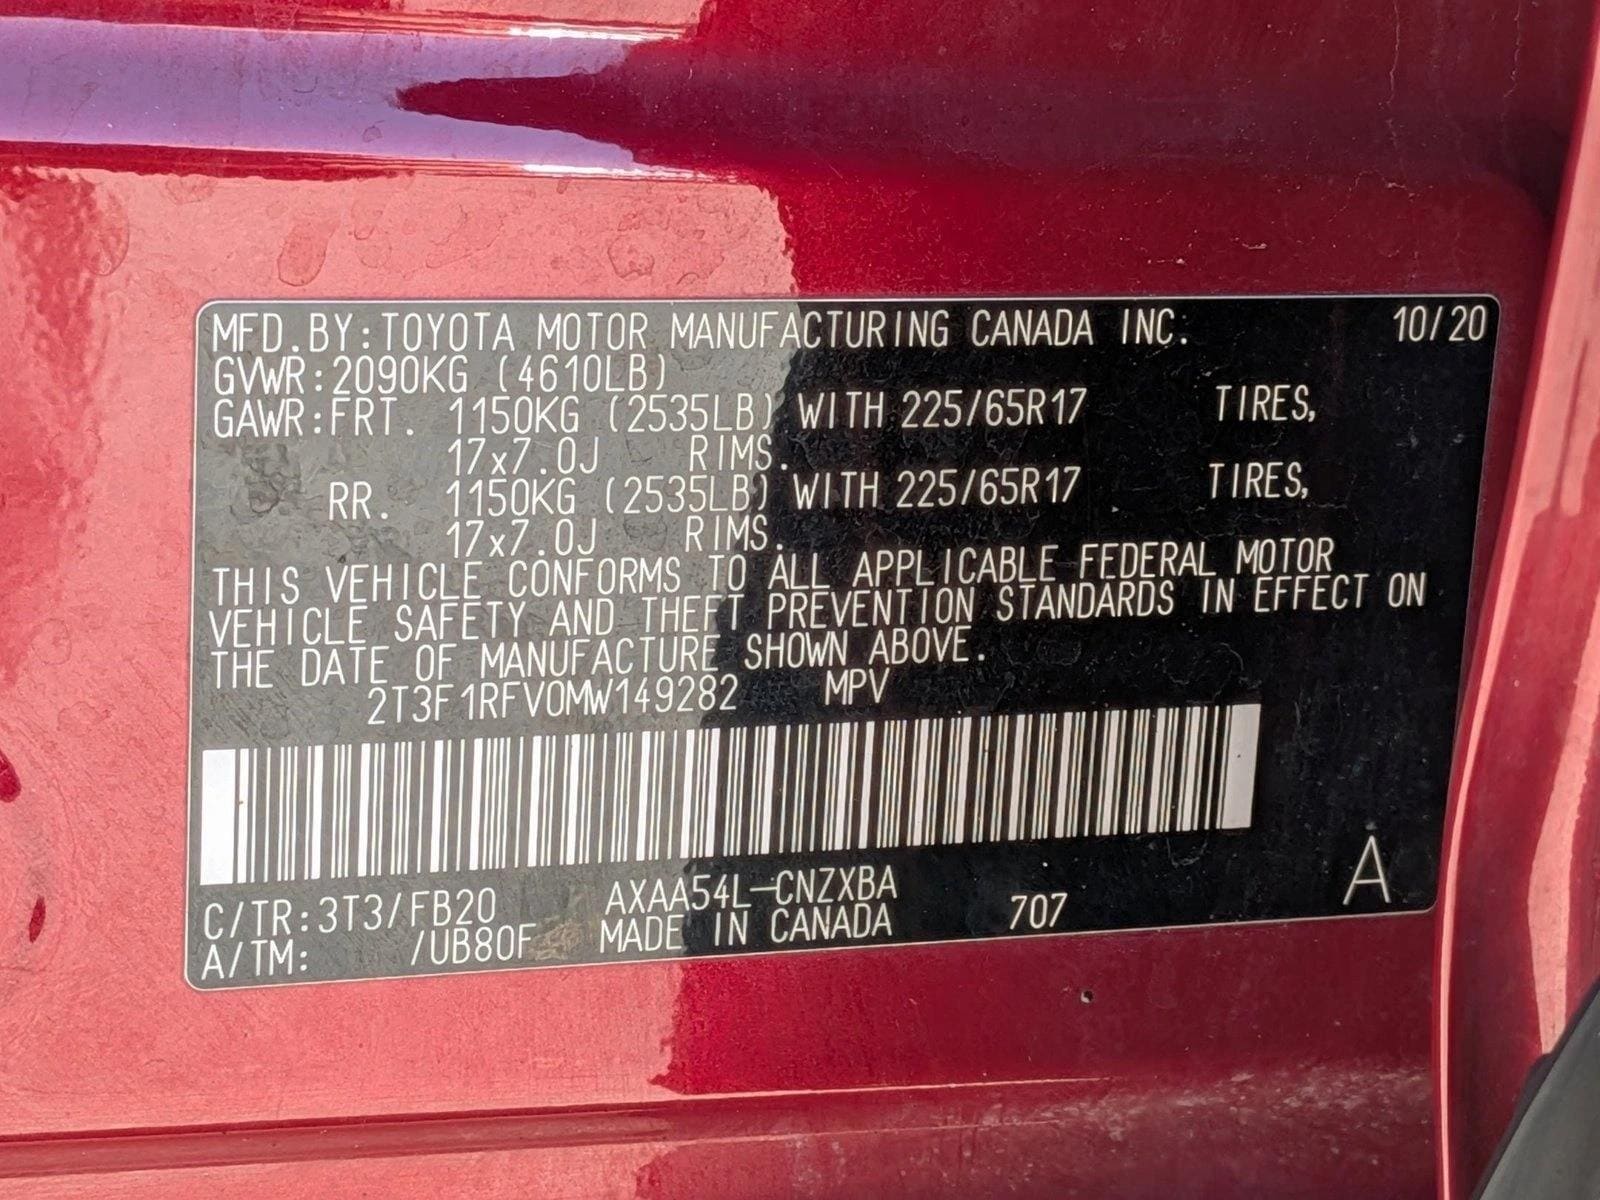 MFD.BY:TOYOTA MOTOR MANUFACTURING CANADA INC. 10/20
GVWR:2090KG (4610LB)
GAWR:FRT. 1150KG (2535LB) WITH 225/65R17 TIRES,
17x7.0J RIMS.
RR. 1150KG (2535LB) WITH 225/65R17 TIRES,
17x7.0J RIMS.
THIS VEHICLE CONFORMS TO ALL APPLICABLE FEDERAL MOTOR
VEHICLE SAFETY AND THEFT PREVENTION STANDARDS IN EFFECT ON
THE DATE OF MANUFACTURE SHOWN ABOVE.
2T3F1RFV0MW149282 MPV
C/TR:3T3/FB20 AXAA54L-CNZXBA 707 A
A/TM: /UB80F MADE IN CANADA